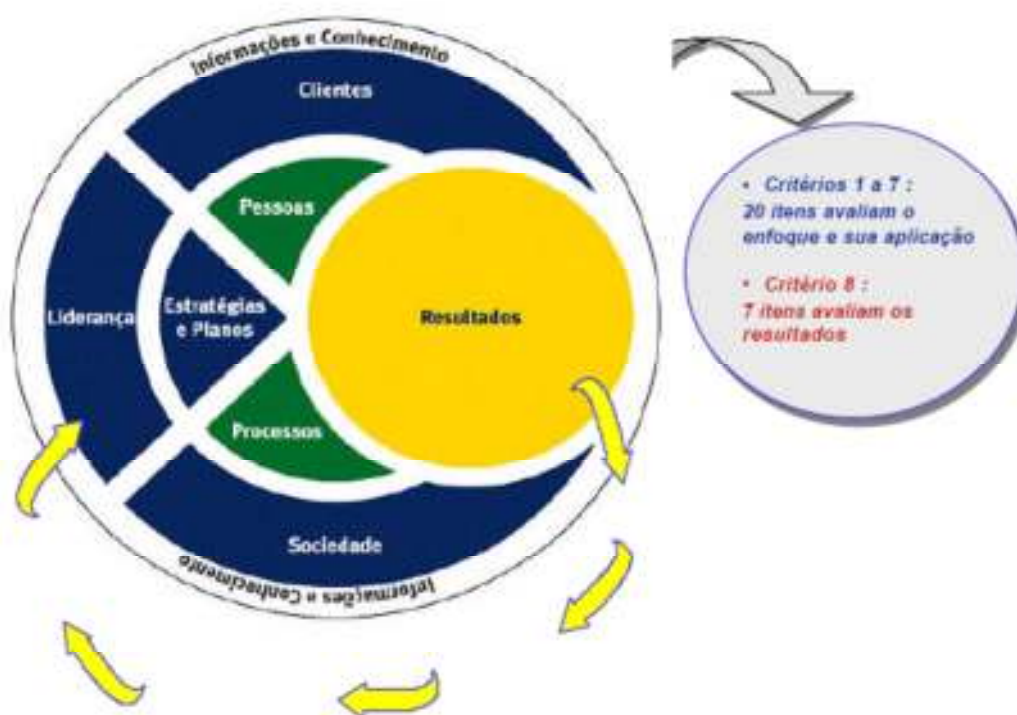 Informações e Conhecimento
Clientes
Pessoas
Liderança
Estratégias
e Planos
Resultados
Processos
Sociedade
Informações e Conhecimento
• Critérios 1 a 7 :
20 itens avaliam o
enfoque e sua aplicação
• Critério 8 :
7 itens avaliam os
resultados